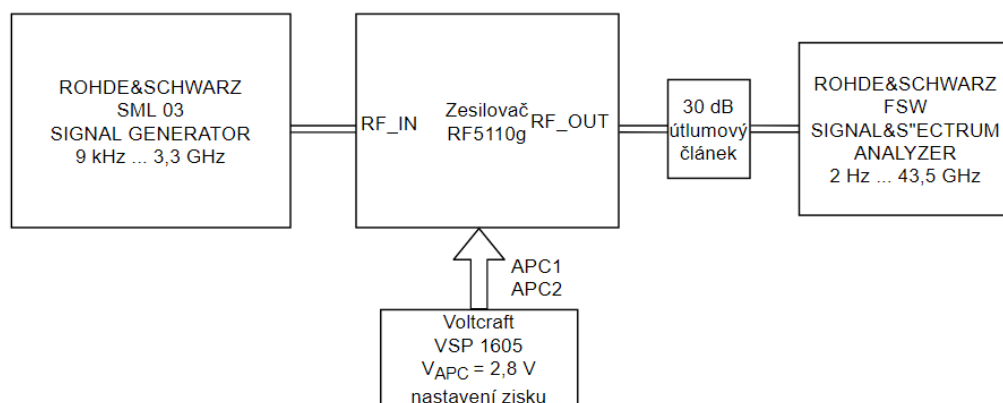 ROHDE&SCHWARZ
SML 03
SIGNAL GENERATOR
9 kHz ... 3,3 GHz
RF_IN
Zesilovač
RF5110g
RF_OUT
30 dB
útlumový
článek
ROHDE&SCHWARZ
FSW
SIGNAL&S"ECTRUM
ANALYZER
2 Hz ... 43,5 GHz
APC1
APC2
Voltcraft
VSP 1605
VAPC = 2,8 V
nastavení zisku